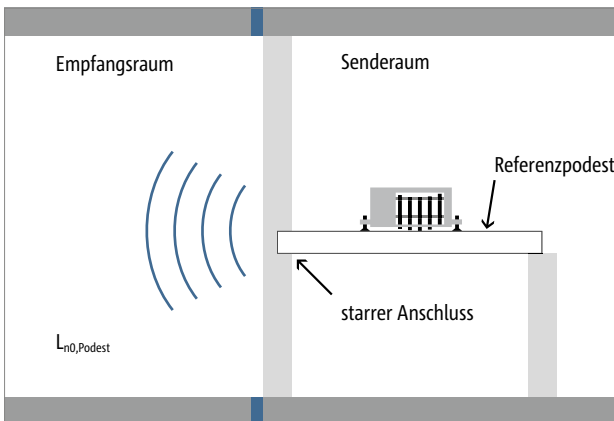 Empfangsraum
Senderaum
Referenzpodest
starrer Anschluss
Ln0,Podest